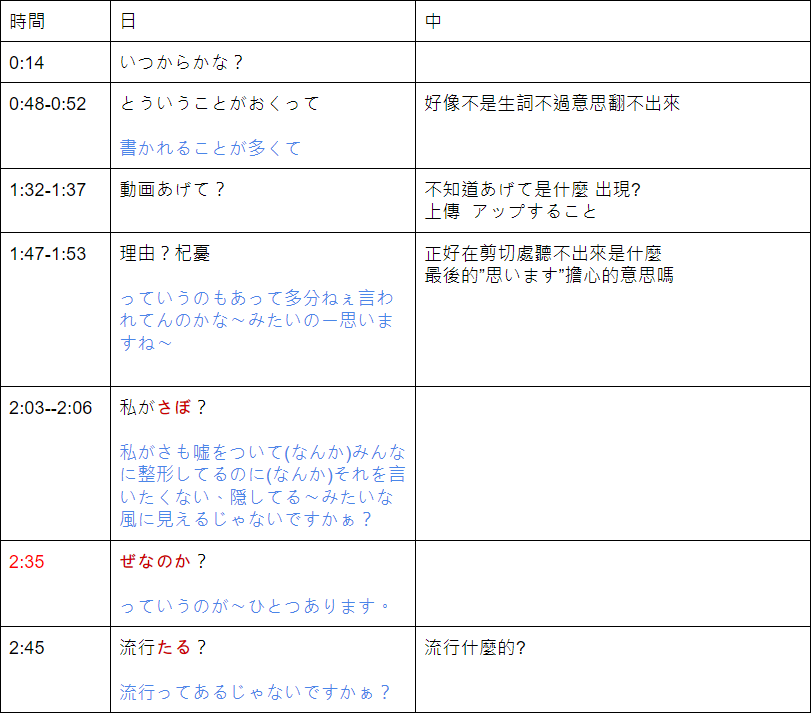 時間 日 中
0:14 いつからかな？
0:48-0:52 とういうことがおくって 好像不是生詞不過意思翻不出來
書かれることが多くて
1:32-1:37 動画あげて？ 不知道あげて是什麼 出現?
上傳 アップすること
1:47-1:53 理由？杞憂 正好在剪切處聽不出來是什麼
最後的”思います”擔心的意思嗎
っていうのもあって多分ねぇ言わ
れてんのかな～みたいのー思いま
すね～
2:03--2:06 私がさぼ？
私がさも嘘をついて(なんか)みんな
に整形してるのに(なんか)それを言
いたくない、隠してる～みたいな
風に見えるじゃないですかぁ？
2:35 ぜなのか？
っていうのが～ひとつあります。
2:45 流行たる？ 流行什麼的?
流行ってあるじゃないですかぁ？